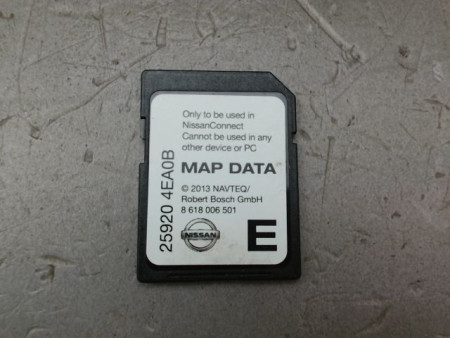 Only to be used in
NissanConnect
Cannot be used in any
other device or PC
MAP DATA
© 2013 NAVTEQ/
Robert Bosch GmbH
8 618 006 501
NISSAN
E
25920 4EA0B